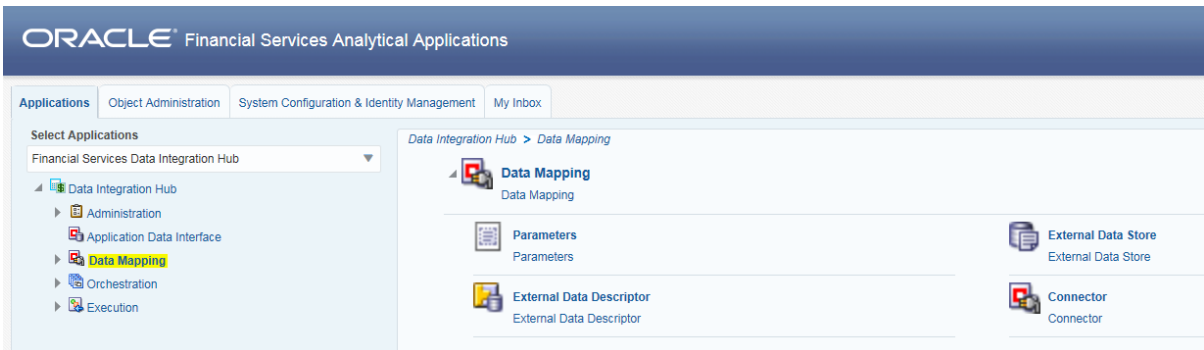 ORACLE® Financial Services Analytical Applications
Applications Object Administration System Configuration & Identity Management My Inbox
Select Applications
Financial Services Data Integration Hub
Data Integration Hub
Administration
Application Data Interface
Data Mapping
Orchestration
Execution
Data Integration Hub > Data Mapping
Data Mapping
Data Mapping
Parameters
Parameters
External Data Store
External Data Store
External Data Descriptor
External Data Descriptor
Connector
Connector